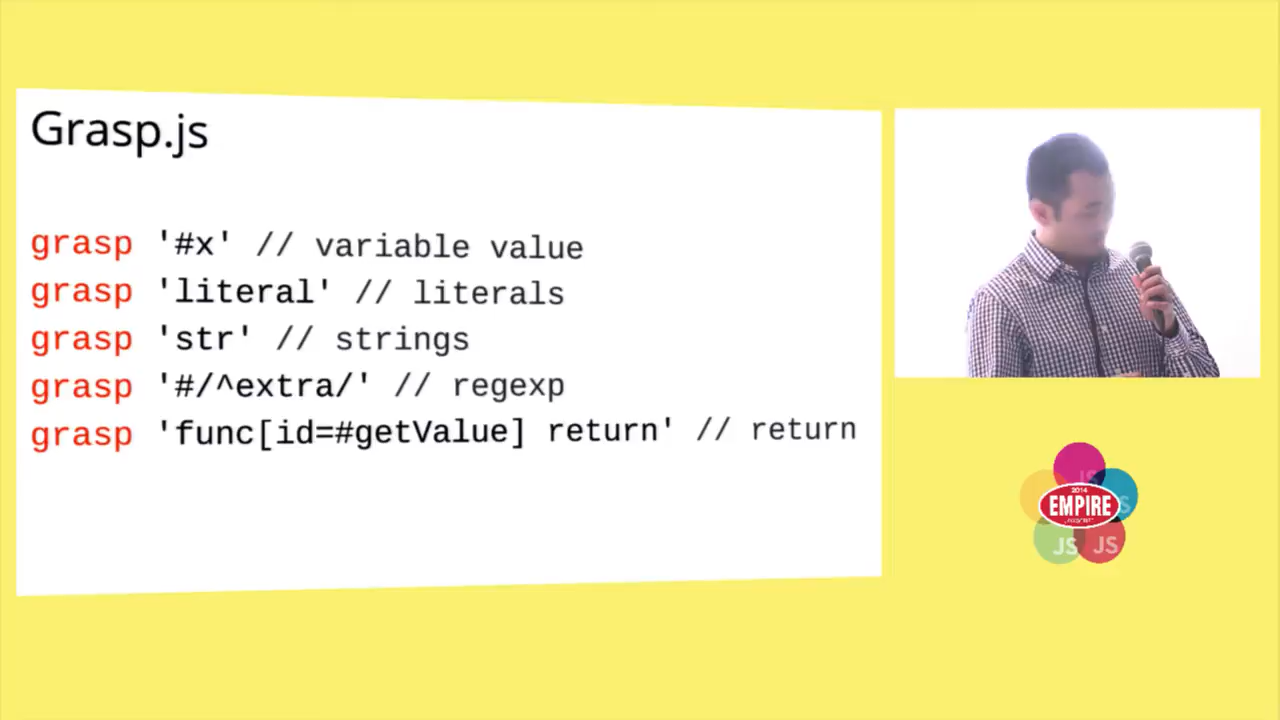 Grasp.js
grasp '#x' // variable value
grasp 'literal' // literals
grasp 'str' // strings
grasp '#/^extra/' // regexp
grasp 'func[id=#getValue] return' // return
JS
2014
EMPIRE
JS
JS